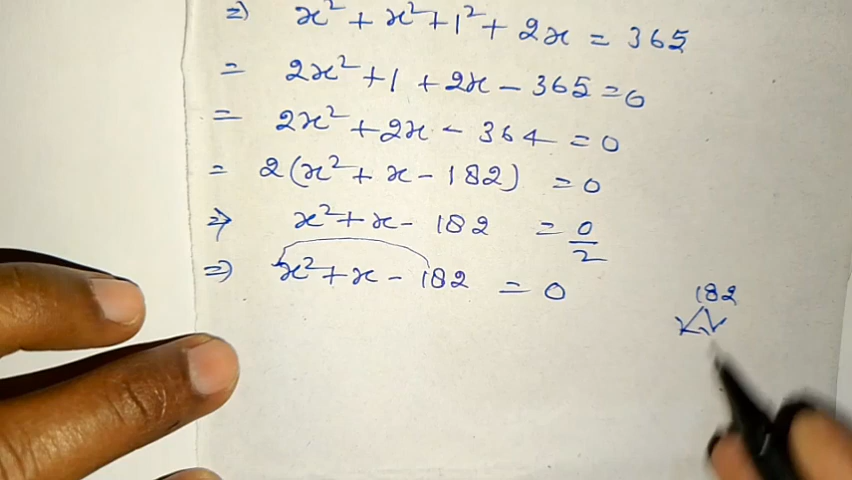 ⇒ x² + x² + 1² + 2x = 365
= 2x² + 1 + 2x - 365 = 0
= 2x² + 2x - 364 = 0
= 2(x² + x - 182) = 0
⇒ x² + x - 182 = 0/2
⇒ x² + x - 182 = 0
182